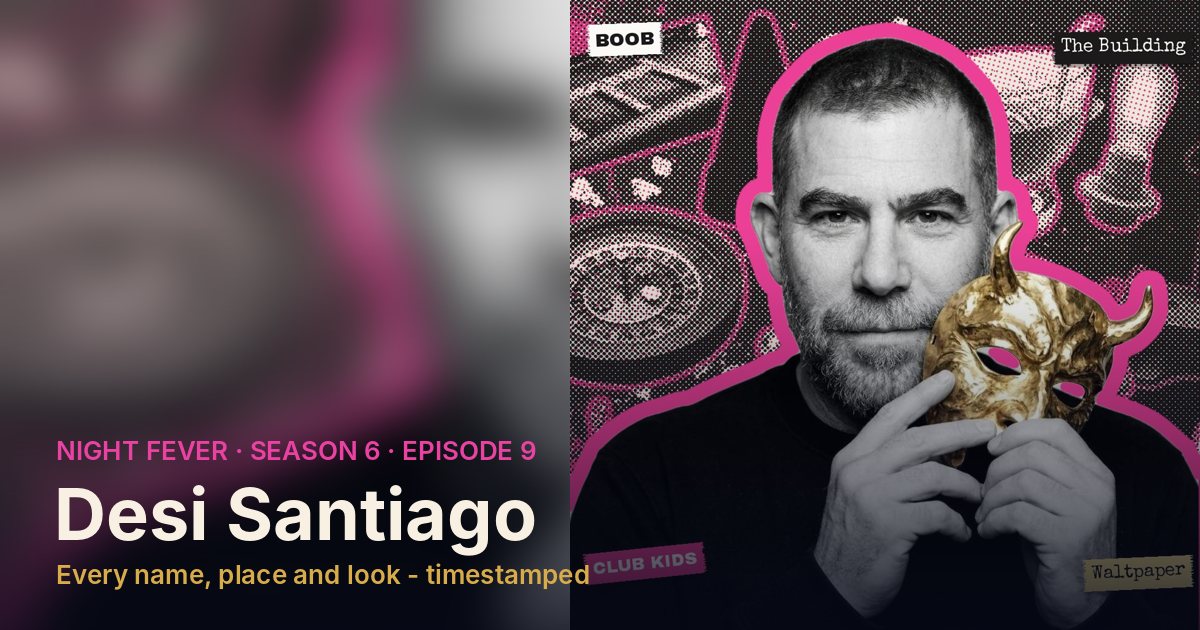 BOOB
The Building
NIGHT FEVER · SEASON 6 · EPISODE 9
Desi Santiago
Every name, place and look - timestamped
CLUB KIDS
Waltpaper